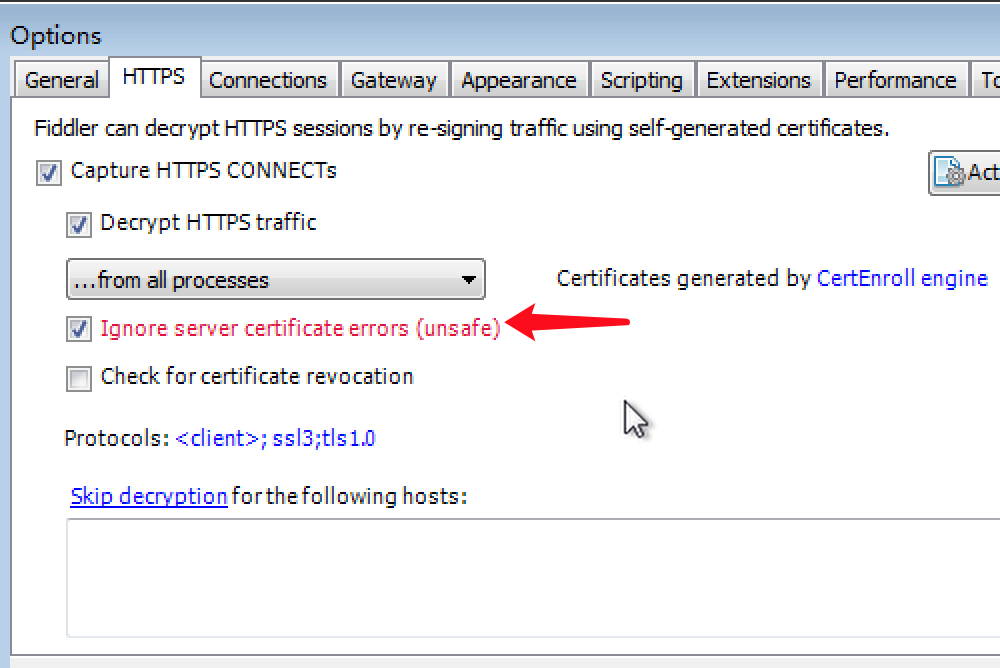 Options
General HTTPS Connections Gateway Appearance Scripting Extensions Performance
Fiddler can decrypt HTTPS sessions by re-signing traffic using self-generated certificates.
Capture HTTPS CONNECTs
Decrypt HTTPS traffic
...from all processes Certificates generated by CertEnroll engine
Ignore server certificate errors (unsafe)
Check for certificate revocation
Protocols: <client>; ssl3;tls1.0
Skip decryption for the following hosts: